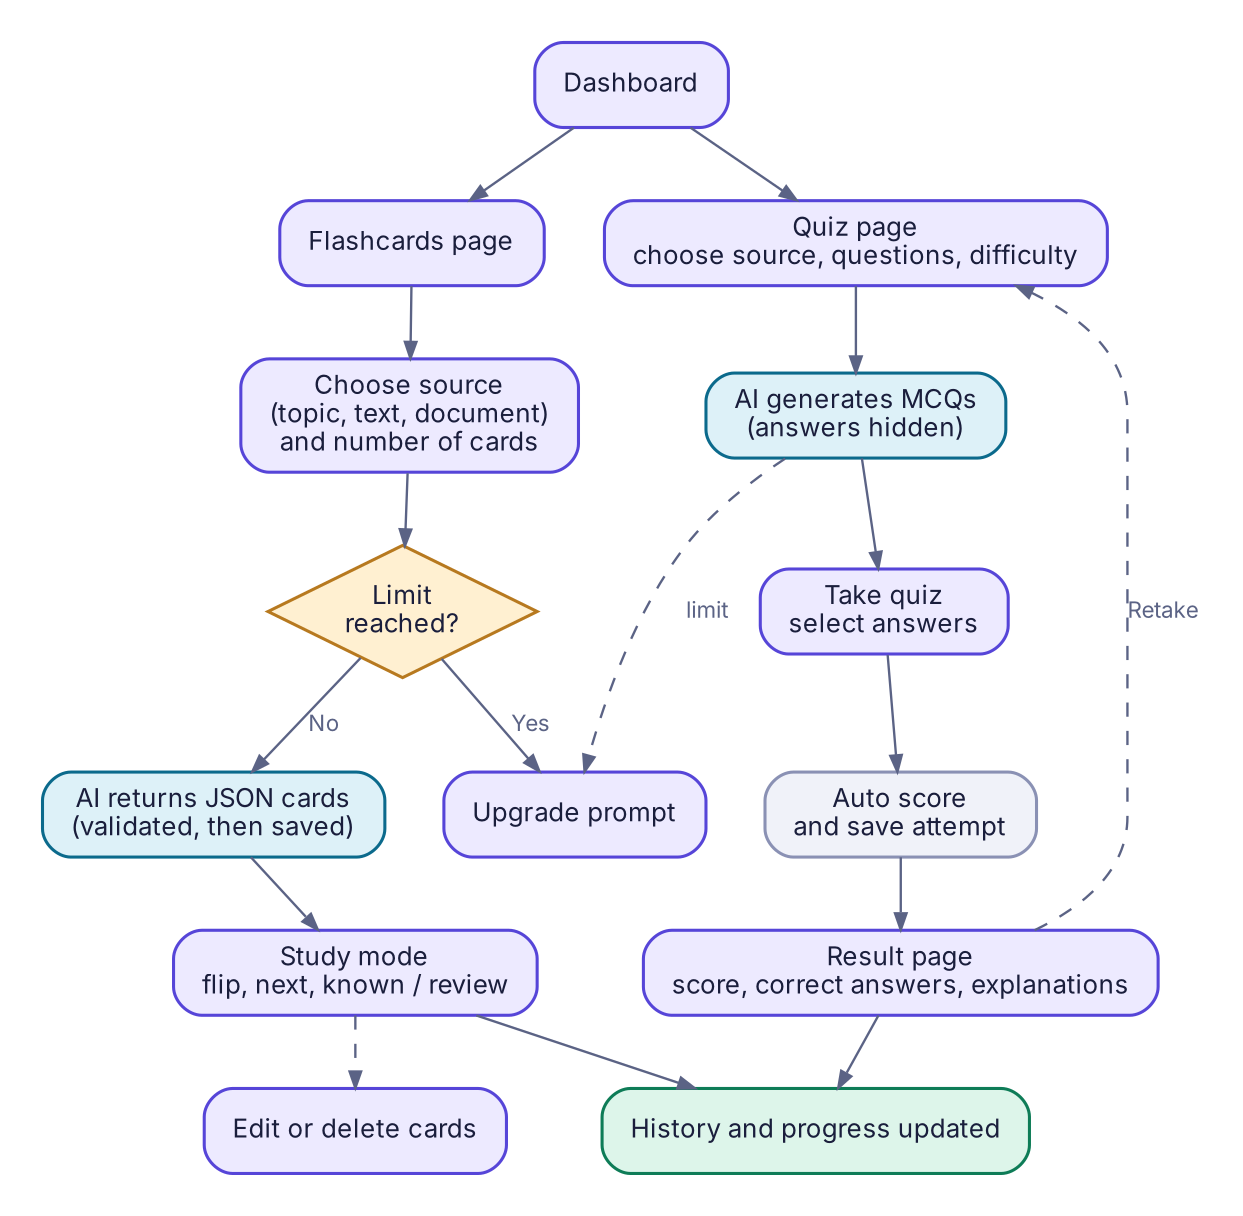 Dashboard
Flashcards page
Quiz page
choose source, questions, difficulty
Choose source
(topic, text, document)
and number of cards
AI generates MCQs
(answers hidden)
Limit
reached?
limit
Take quiz
select answers
Retake
No
Yes
AI returns JSON cards
(validated, then saved)
Upgrade prompt
Auto score
and save attempt
Study mode
flip, next, known / review
Result page
score, correct answers, explanations
Edit or delete cards
History and progress updated